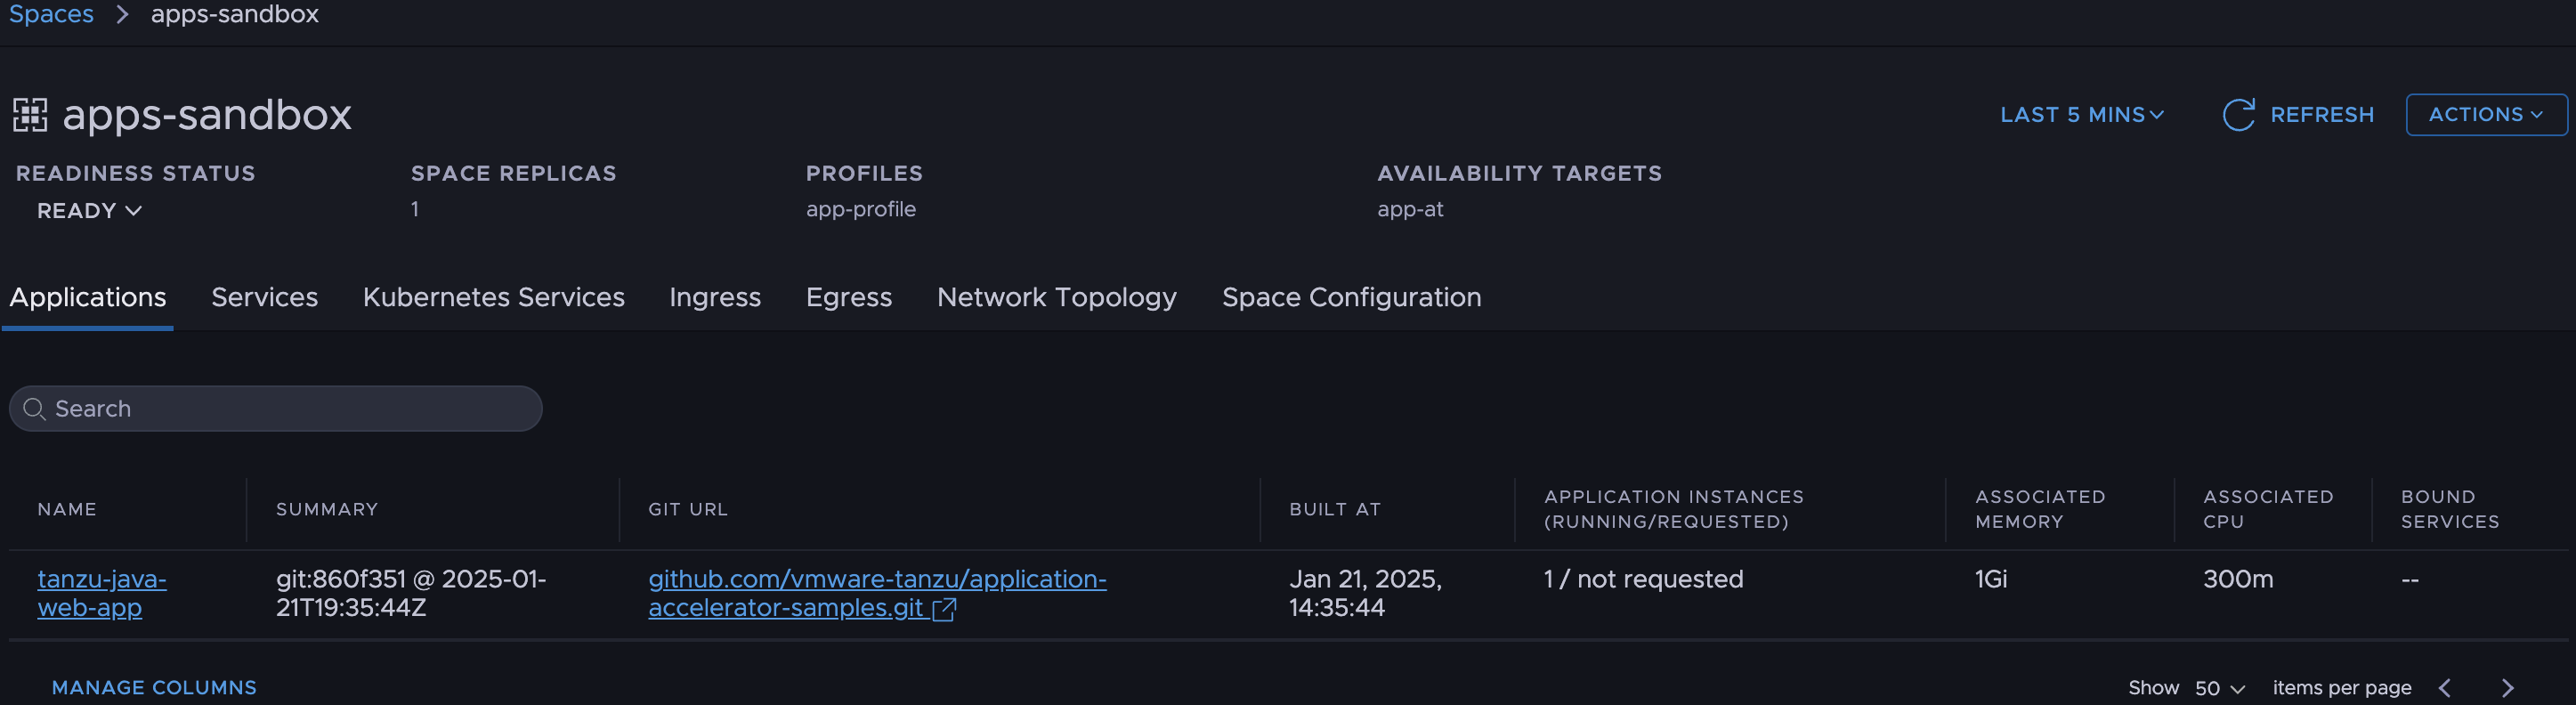 Spaces > apps-sandbox
apps-sandbox
LAST 5 MINS
REFRESH
ACTIONS
READINESS STATUS
SPACE REPLICAS
PROFILES
AVAILABILITY TARGETS
READY
1
app-profile
app-at
Applications
Services
Kubernetes Services
Ingress
Egress
Network Topology
Space Configuration
Search
NAME
SUMMARY
GIT URL
BUILT AT
APPLICATION INSTANCES
(RUNNING/REQUESTED)
ASSOCIATED
MEMORY
ASSOCIATED
CPU
BOUND
SERVICES
tanzu-java-
web-app
git:860f351 @ 2025-01-
21T19:35:44Z
github.com/vmware-tanzu/application-
accelerator-samples.git
Jan 21, 2025,
14:35:44
1 / not requested
1Gi
300m
--
MANAGE COLUMNS
Show 50 items per page